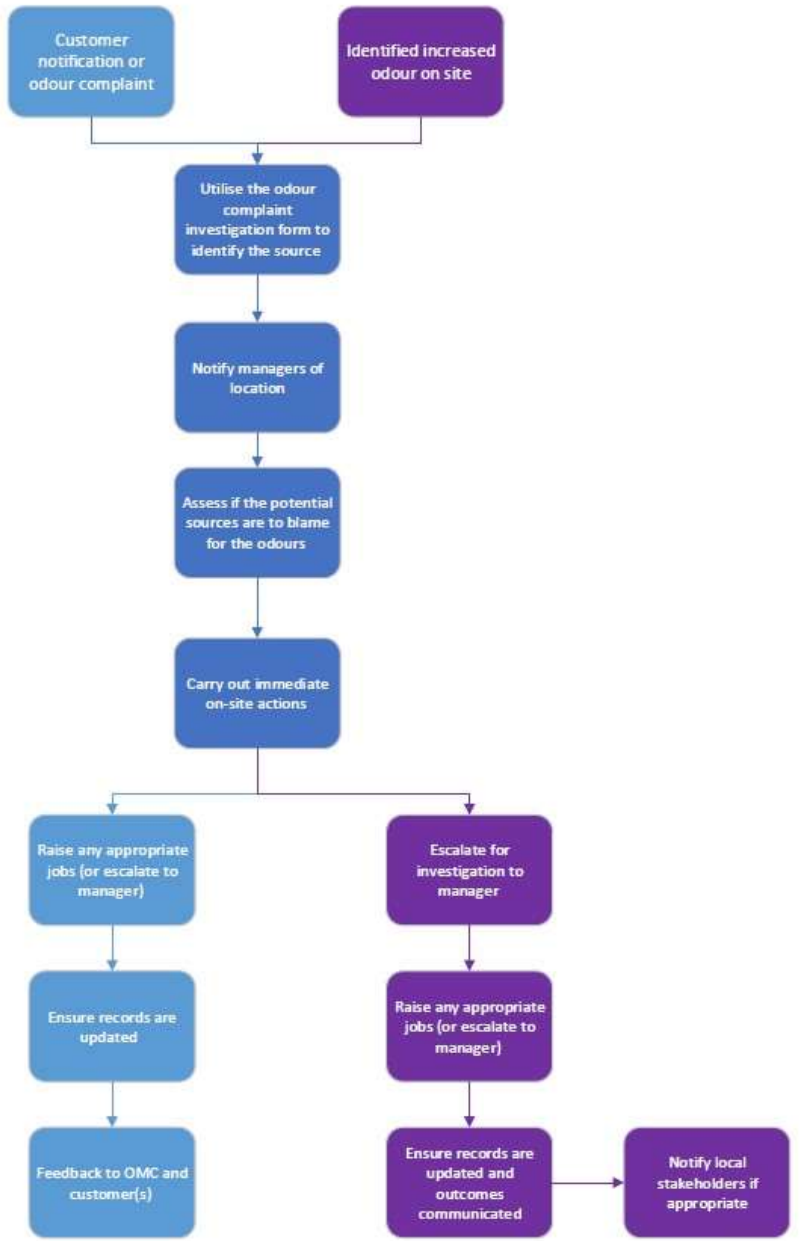 Customer
notification or
odour complaint
Identified increased
odour on site
Utilise the odour
complaint
investigation form to
identify the source
Notify managers of
location
Assess if the potential
sources are to blame
for the odours
Carry out immediate
on-site actions
Raise any appropriate
jobs (or escalate to
manager)
Escalate for
investigation to
manager
Ensure records are
updated
Raise any appropriate
jobs (or escalate to
manager)
Feedback to OMC and
customer(s)
Ensure records are
updated and
outcomes
communicated
Notify local
stakeholders if
appropriate